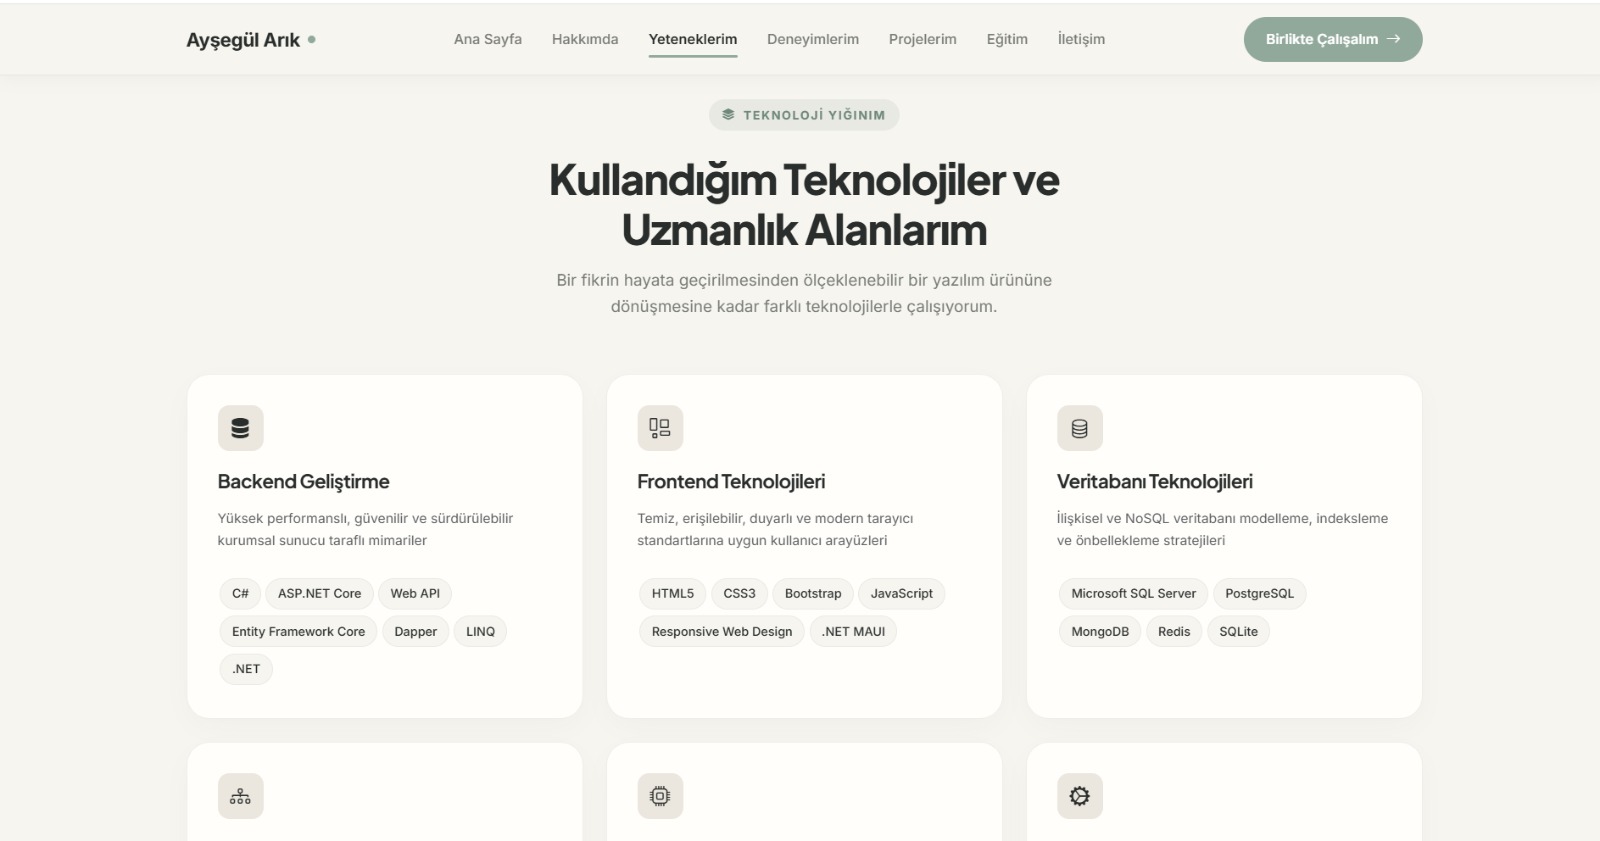 Ayşegül Arık
Ana Sayfa
Hakkımda
Yeteneklerim
Deneyimlerim
Projelerim
Eğitim
İletişim
Birlikte Çalışalım →
TEKNOLOJİ YIĞINIM
Kullandığım Teknolojiler ve
Uzmanlık Alanlarım
Bir fikrin hayata geçirilmesinden ölçeklenebilir bir yazılım ürününe
dönüşmesine kadar farklı teknolojilerle çalışıyorum.
Backend Geliştirme
Yüksek performanslı, güvenilir ve sürdürülebilir
kurumsal sunucu taraflı mimariler
C# ASP.NET Core Web API
Entity Framework Core Dapper LINQ
.NET
Frontend Teknolojileri
Temiz, erişilebilir, duyarlı ve modern tarayıcı
standartlarına uygun kullanıcı arayüzleri
HTML5 CSS3 Bootstrap JavaScript
Responsive Web Design .NET MAUI
Veritabanı Teknolojileri
İlişkisel ve NoSQL veritabanı modelleme, indeksleme
ve önbellekleme stratejileri
Microsoft SQL Server PostgreSQL
MongoDB Redis SQLite